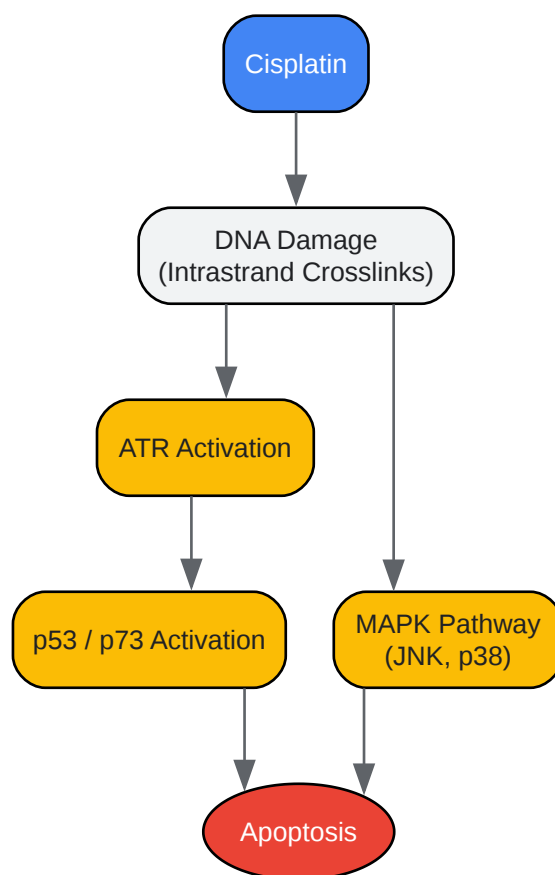 Cisplatin
DNA Damage
(Intrastrand Crosslinks)
ATR Activation
p53 / p73 Activation
MAPK Pathway
(JNK, p38)
Apoptosis